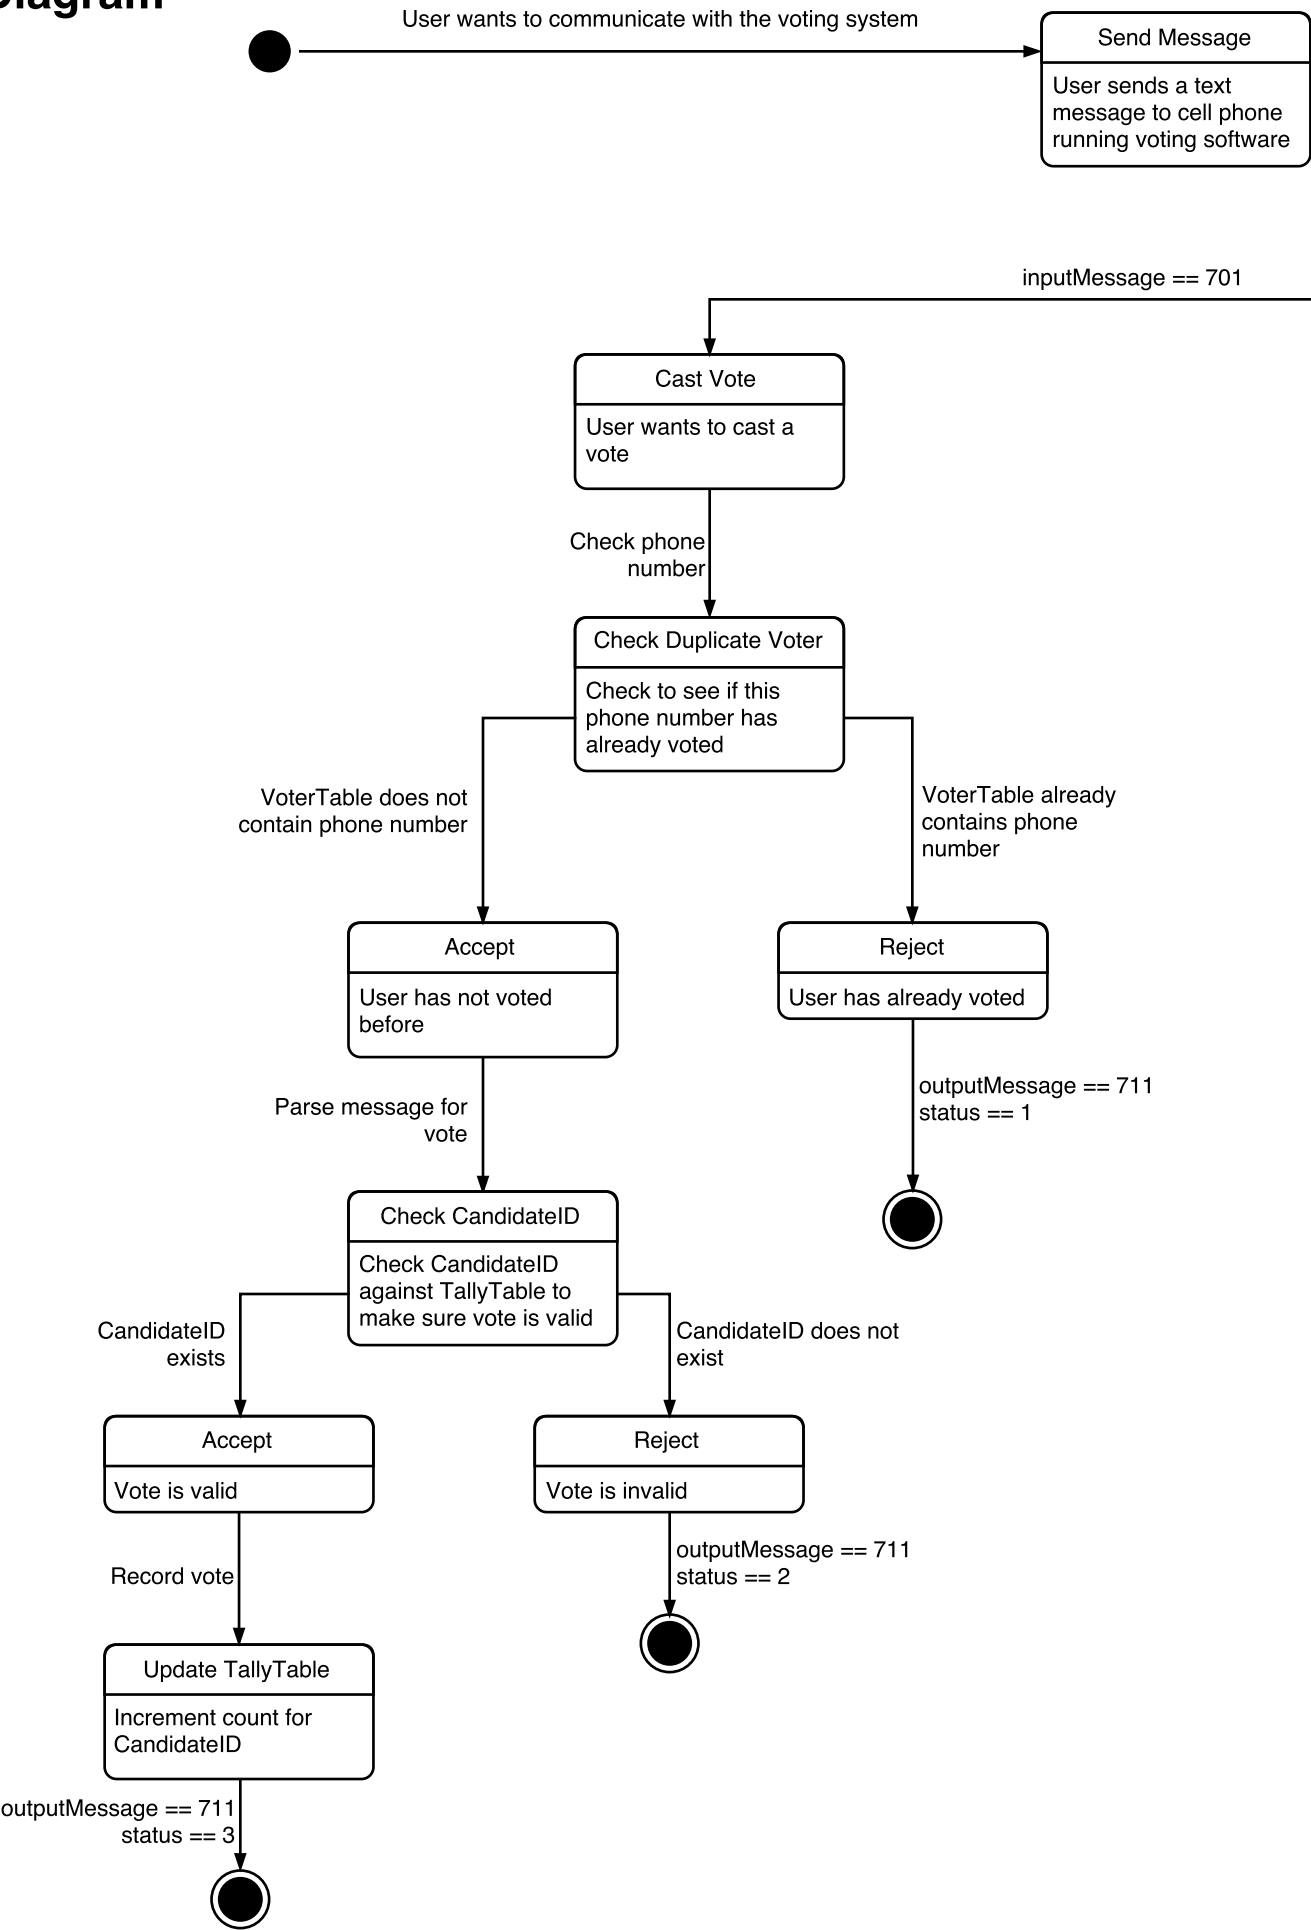 User wants to communicate with the voting system
Send Message
User sends a text
message to cell phone
running voting software
inputMessage == 701
Cast Vote
User wants to cast a
vote
Check phone
number
Check Duplicate Voter
Check to see if this
phone number has
already voted
VoterTable does not
contain phone number
VoterTable already
contains phone
number
Accept
User has not voted
before
Reject
User has already voted
Parse message for
vote
outputMessage == 711
status == 1
Check CandidateID
Check CandidateID
against TallyTable to
make sure vote is valid
CandidateID
exists
CandidateID does not
exist
Accept
Vote is valid
Reject
Vote is invalid
Record vote
outputMessage == 711
status == 2
Update TallyTable
Increment count for
CandidateID
outputMessage == 711
status == 3